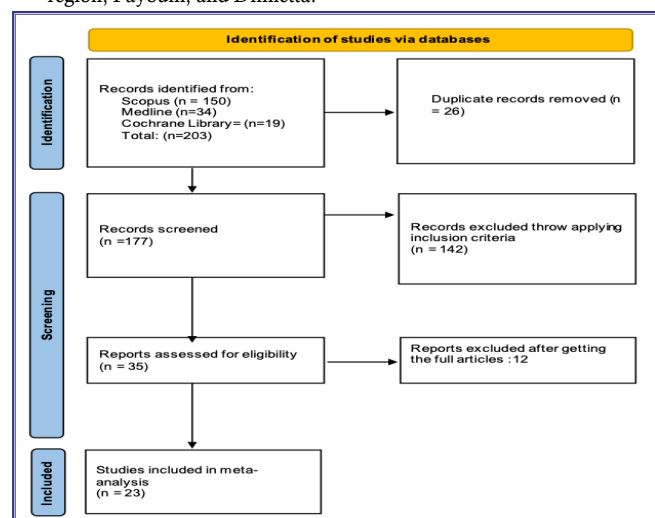 region, Fayoum, and Dimietta.
Identification of studies via databases
Identification
Records identified from:
Scopus (n = 150)
Medline (n=34)
Cochrane Library= (n=19)
Total: (n=203)
Duplicate records removed (n
= 26)
Screening
Records screened
(n =177)
Records excluded throw applying
inclusion criteria
(n = 142)
Reports assessed for eligibility
(n = 35)
Reports excluded after getting
the full articles :12
Included
Studies included in meta-
analysis
(n = 23)